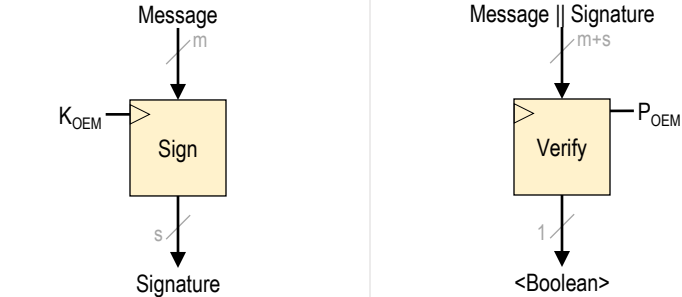 Message
m
K_OEM
Sign
s
Signature
Message || Signature
m+s
Verify
P_OEM
1
<Boolean>